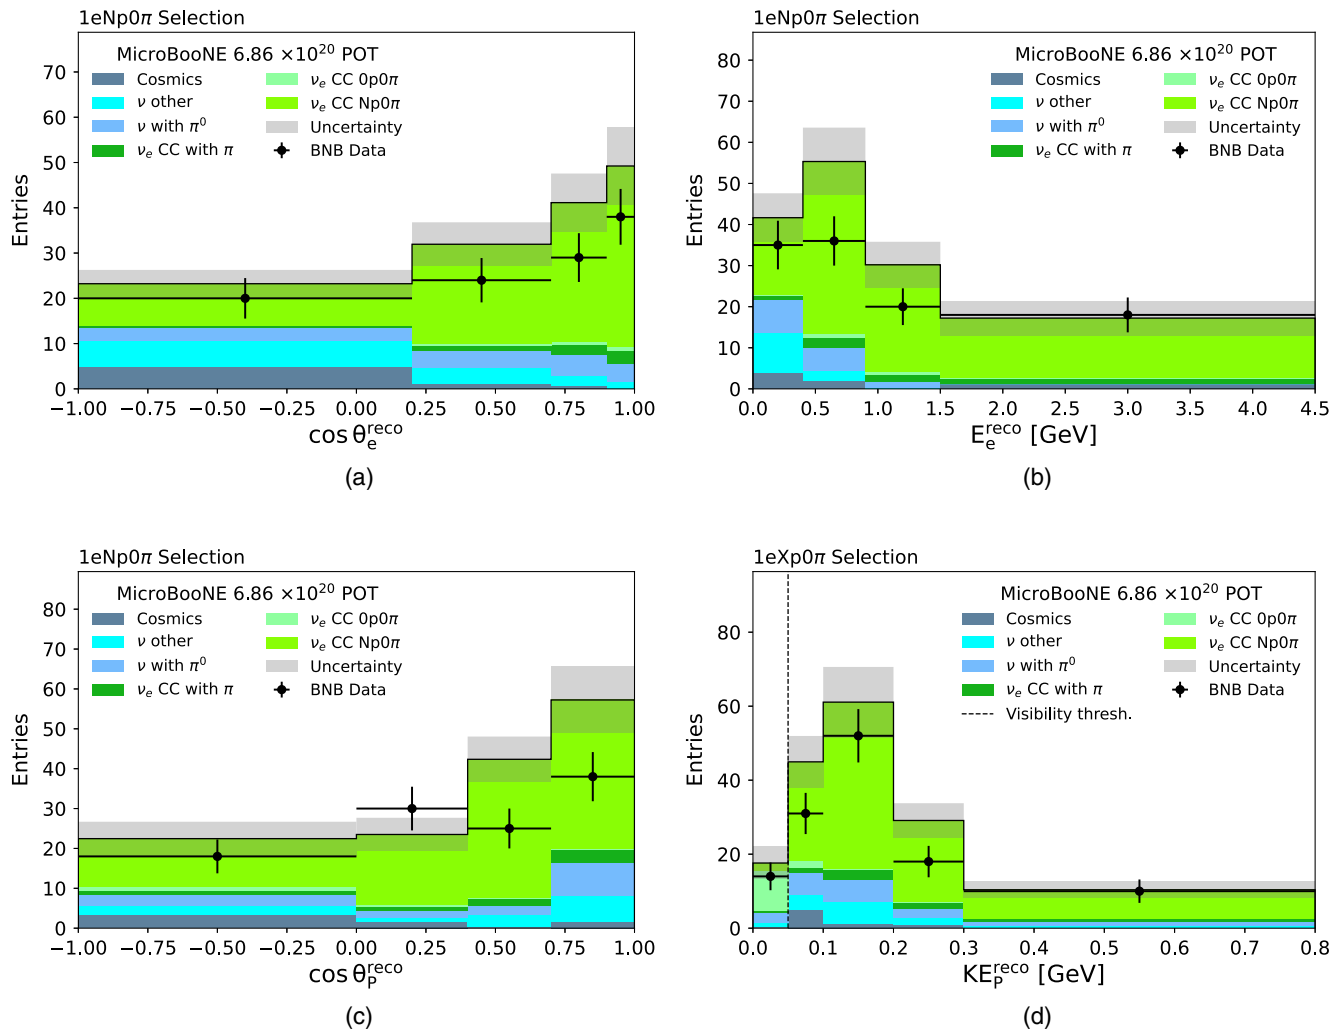 1eNp0π Selection
MicroBooNE 6.86 ×10²⁰ POT
Cosmics
ν other
ν with π⁰
νₑ CC with π
νₑ CC 0p0π
νₑ CC Np0π
Uncertainty
BNB Data
Entries
70
60
50
40
30
20
10
0
−1.00 −0.75 −0.50 −0.25 0.00 0.25 0.50 0.75 1.00
cos θₑʳᵉᶜᵒ
(a)
1eNp0π Selection
MicroBooNE 6.86 ×10²⁰ POT
Cosmics
ν other
ν with π⁰
νₑ CC with π
νₑ CC 0p0π
νₑ CC Np0π
Uncertainty
BNB Data
Entries
80
70
60
50
40
30
20
10
0
0.0 0.5 1.0 1.5 2.0 2.5 3.0 3.5 4.0 4.5
Eₑʳᵉᶜᵒ [GeV]
(b)
1eNp0π Selection
MicroBooNE 6.86 ×10²⁰ POT
Cosmics
ν other
ν with π⁰
νₑ CC with π
νₑ CC 0p0π
νₑ CC Np0π
Uncertainty
BNB Data
Entries
80
70
60
50
40
30
20
10
0
−1.00 −0.75 −0.50 −0.25 0.00 0.25 0.50 0.75 1.00
cos θ_P^reco
(c)
1eXp0π Selection
MicroBooNE 6.86 ×10²⁰ POT
Cosmics
ν other
ν with π⁰
νₑ CC with π
Visibility thresh.
νₑ CC 0p0π
νₑ CC Np0π
Uncertainty
BNB Data
Entries
80
60
40
20
0
0.0 0.1 0.2 0.3 0.4 0.5 0.6 0.7 0.8
KE_P^reco [GeV]
(d)